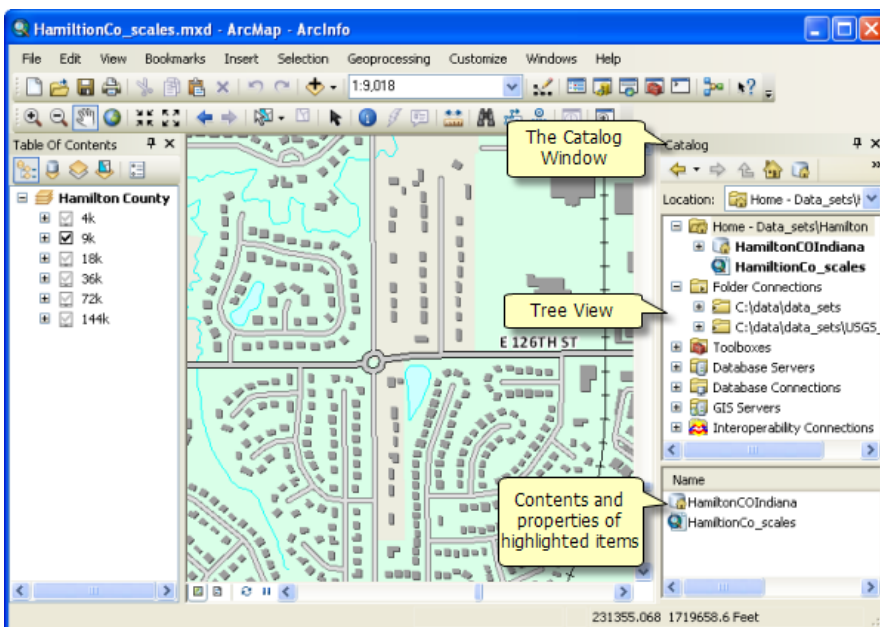 HamiltionCo_scales.mxd - ArcMap - ArcInfo
File Edit View Bookmarks Insert Selection Geoprocessing Customize Windows Help
1:9,018
Table Of Contents
Hamilton County
4k
9k
18k
36k
72k
144k
E 126TH ST
The Catalog
Window
Catalog
Location: Home - Data_sets\
Home - Data_sets\Hamilton
HamiltonCOIndiana
HamiltionCo_scales
Folder Connections
C:\data\data_sets
C:\data\data_sets\USGS_
Toolboxes
Database Servers
Database Connections
GIS Servers
Interoperability Connections
Tree View
Name
HamiltonCOIndiana
HamiltionCo_scales
Contents and
properties of
highlighted items
231355.068 1719658.6 Feet